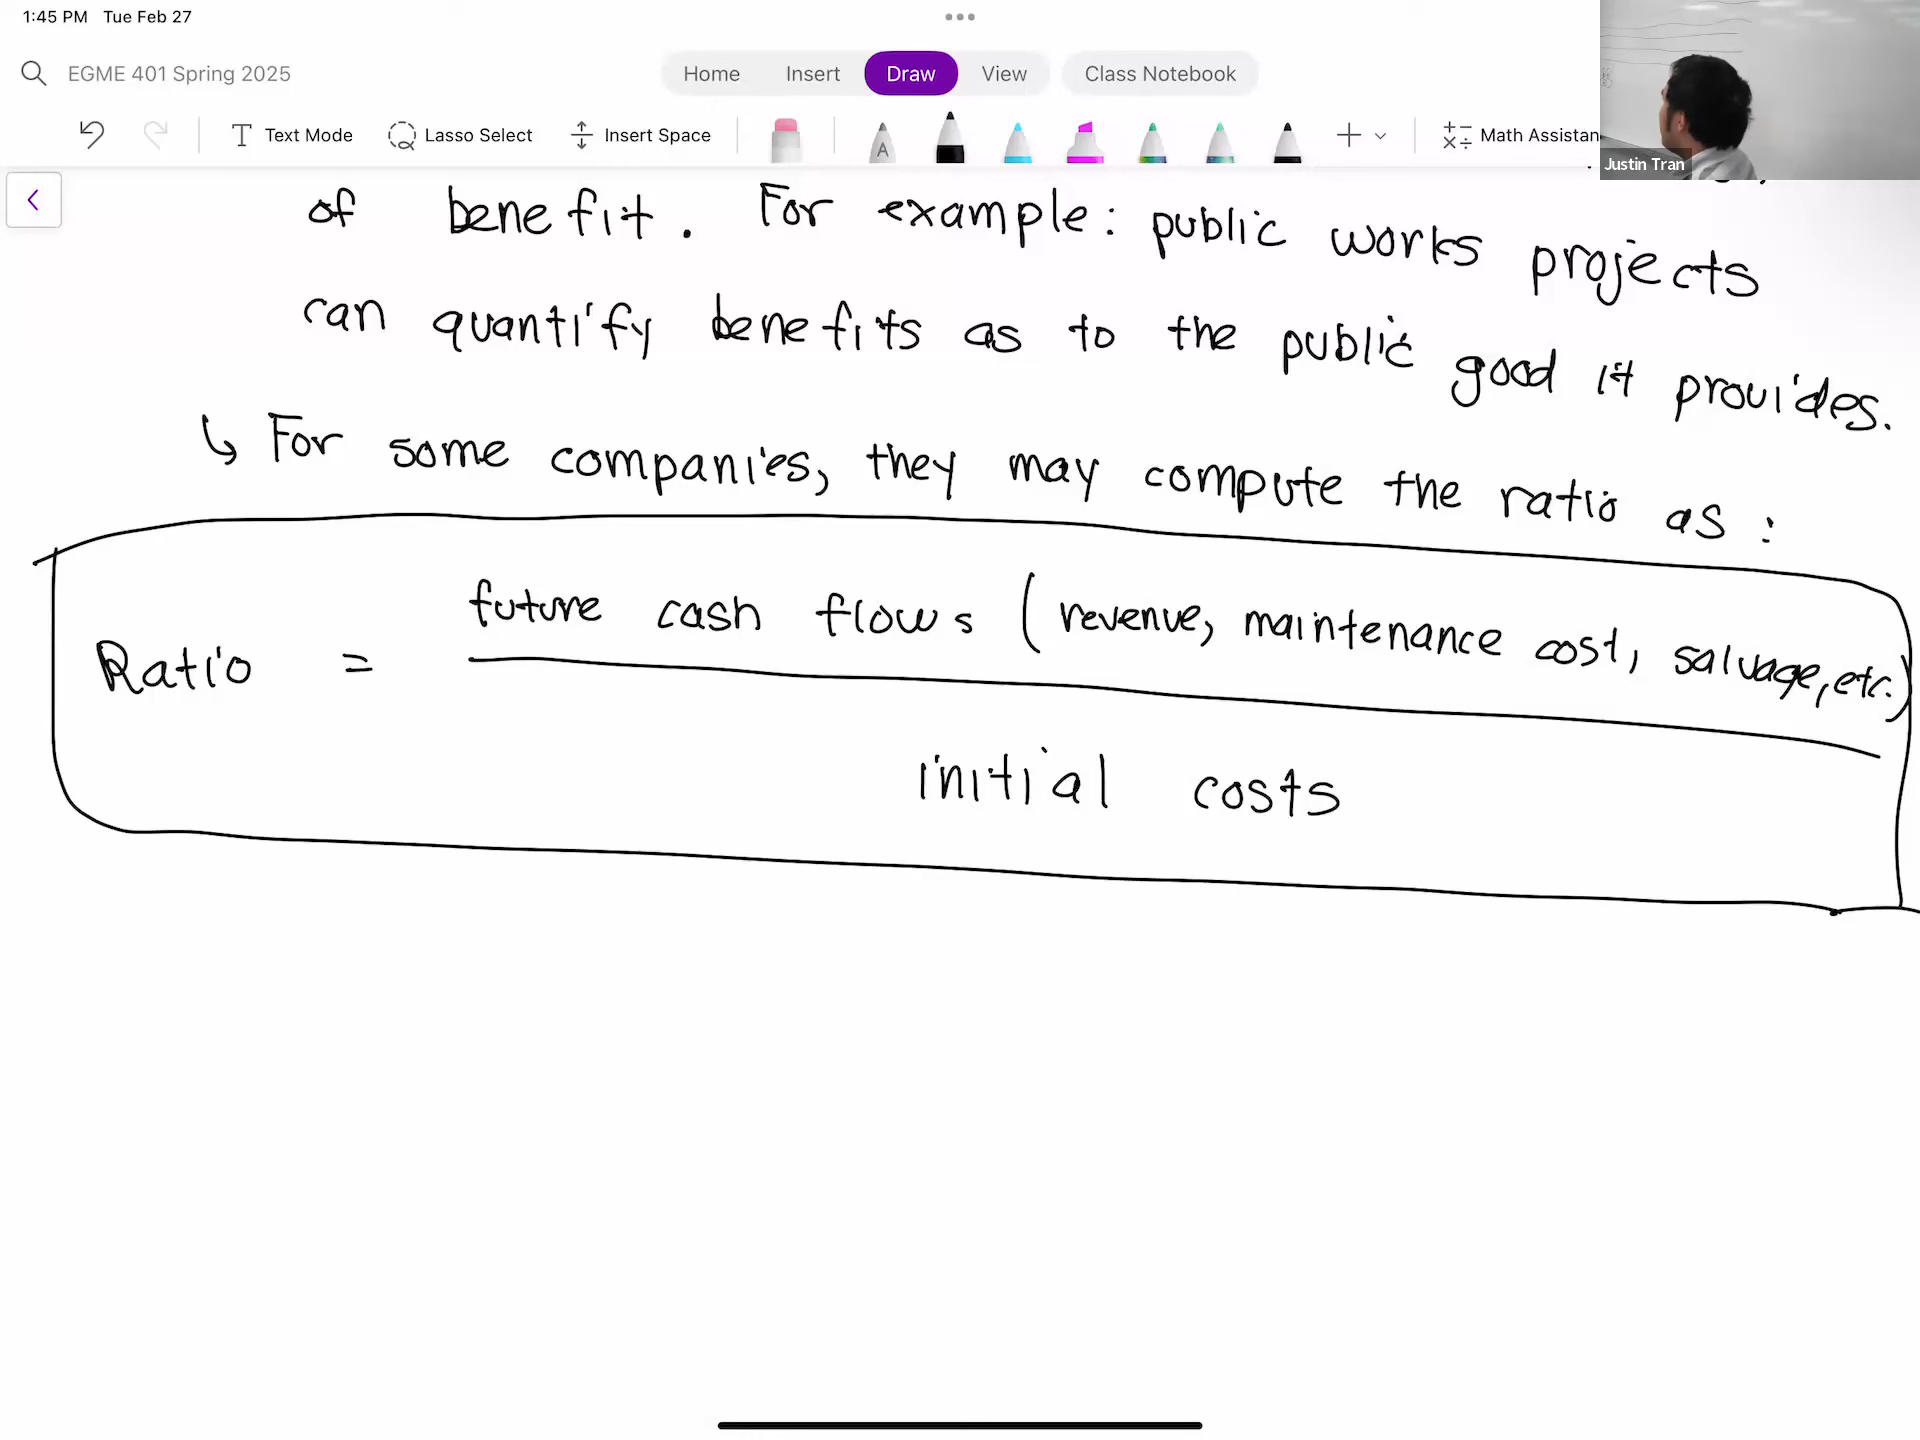 1:45 PM Tue Feb 27
EGME 401 Spring 2025
Home Insert Draw View Class Notebook
Text Mode Lasso Select Insert Space A Math Assistan
Justin Tran
of benefit. For example: public works projects
can quantify benefits as to the public good it provides.
↳ For some companies, they may compute the ratio as:
future cash flows (revenue, maintenance cost, salvage, etc.)
Ratio =
initial costs